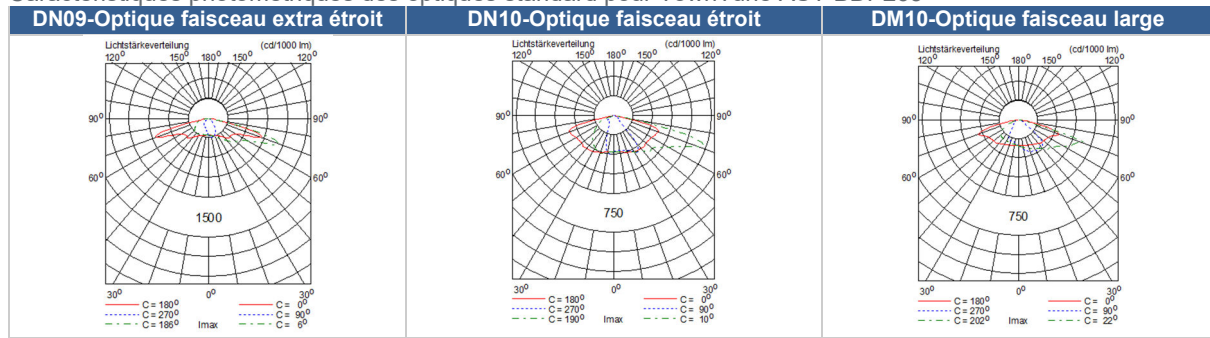 DN09-Optique faisceau extra étroit
DN10-Optique faisceau étroit
DM10-Optique faisceau large
Lichtstärkeverteilung (cd/1000 lm)
120° 150° 180° 150° 120°
90° 90°
60° 60°
1500
30° 0° 30°
C = 180° C = 0°
C = 270° C = 90°
C = 186° Imax C = 6°
Lichtstärkeverteilung (cd/1000 lm)
120° 150° 180° 150° 120°
90° 90°
60° 60°
750
30° 0° 30°
C = 180° C = 0°
C = 270° C = 90°
C = 190° Imax C = 10°
Lichtstärkeverteilung (cd/1000 lm)
120° 150° 180° 150° 120°
90° 90°
60° 60°
750
30° 0° 30°
C = 180° C = 0°
C = 270° C = 90°
C = 202° Imax C = 22°